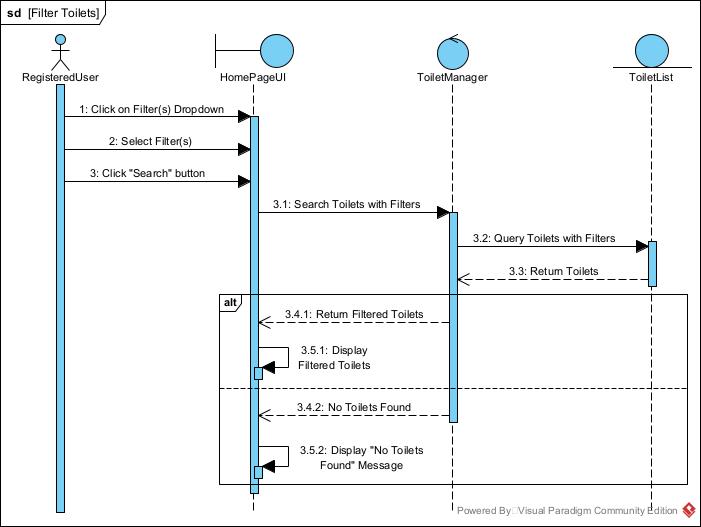 sd [Filter Toilets]
RegisteredUser
HomePageUI
ToiletManager
ToiletList
1: Click on Filter(s) Dropdown
2: Select Filter(s)
3: Click "Search" button
3.1: Search Toilets with Filters
3.2: Query Toilets with Filters
3.3: Return Toilets
alt
3.4.1: Return Filtered Toilets
3.5.1: Display
Filtered Toilets
3.4.2: No Toilets Found
3.5.2: Display "No Toilets
Found" Message
Powered By Visual Paradigm Community Edition